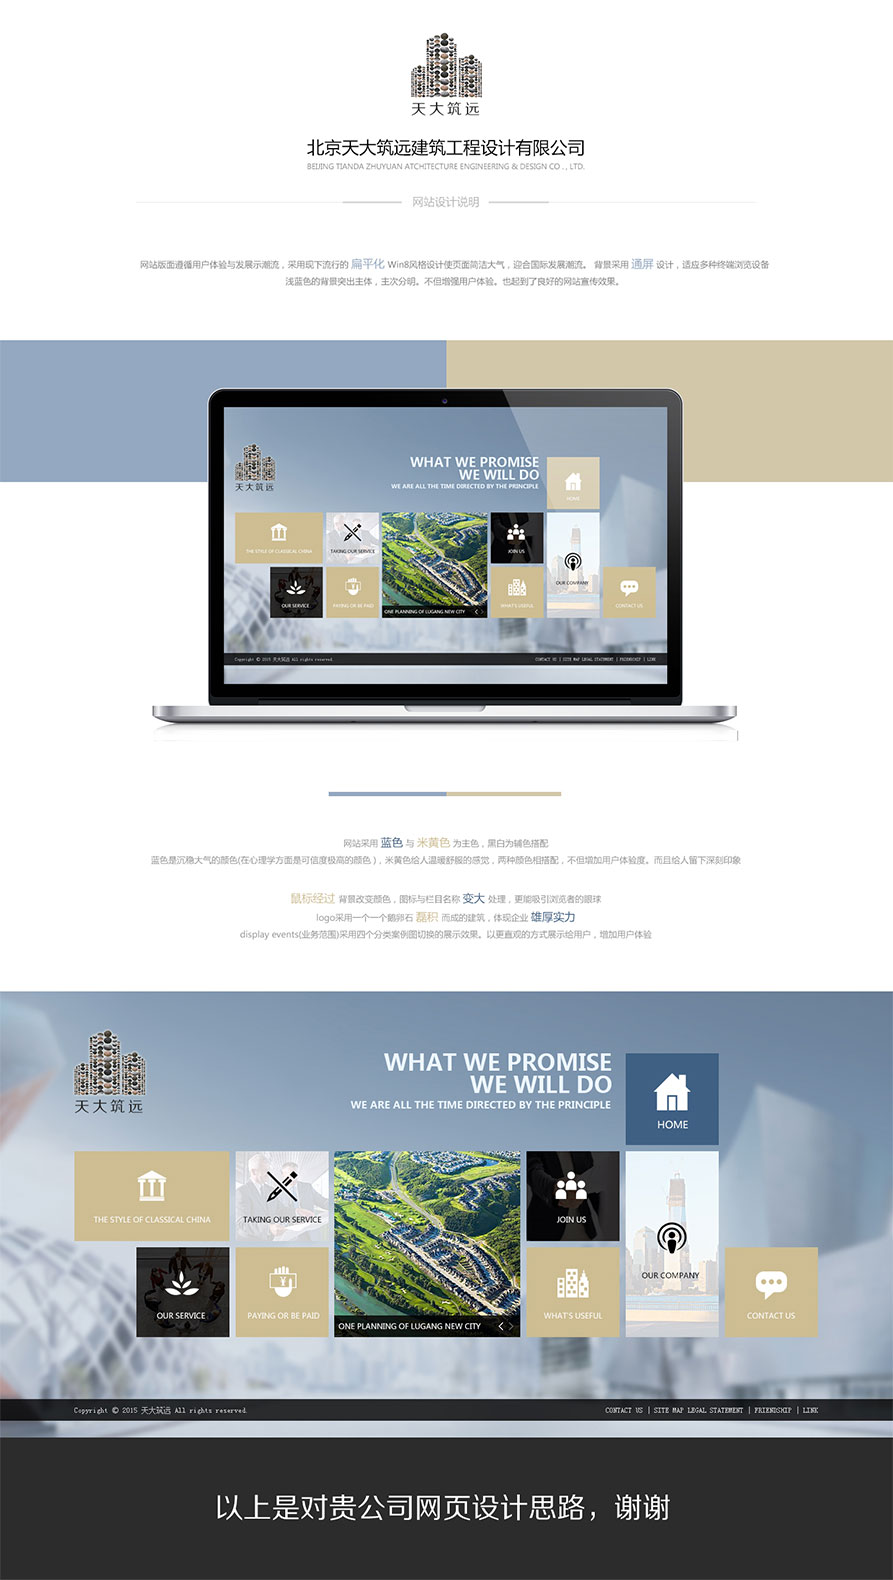 天大筑远
北京天大筑远建筑工程设计有限公司
BEIJING TIANDA ZHUYUAN ATCHITECTURE ENGINEERING & DESIGN CO . , LTD.
网站设计说明
网站版面遵循用户体验与发展示潮流，采用现下流行的 扁平化 Win8风格设计使页面简洁大气，迎合国际发展潮流。 背景采用 通屏 设计，适应多种终端浏览设备
浅蓝色的背景突出主体，主次分明。不但增强用户体验。也起到了良好的网站宣传效果。
天大筑远
WHAT WE PROMISE
WE WILL DO
WE ARE ALL THE TIME DIRECTED BY THE PRINCIPLE
HOME
THE STYLE OF CLASSICAL CHINA
TAKING OUR SERVICE
JOIN US
OUR COMPANY
OUR SERVICE
PAYING OR BE PAID
ONE PLANNING OF LUGANG NEW CITY
WHAT'S USEFUL
CONTACT US
Copyright © 2015 天大筑远 All rights reserved.
CONTACT US | SITE MAP LEGAL STATEMENT | FRIENDSHIP | LINK
网站采用 蓝色 与 米黄色 为主色，黑白为辅色搭配
蓝色是沉稳大气的颜色(在心理学方面是可信度极高的颜色 )，米黄色给人温暖舒服的感觉，两种颜色相搭配，不但增加用户体验度。而且给人留下深刻印象
鼠标经过 背景改变颜色，图标与栏目名称 变大 处理，更能吸引浏览者的眼球
logo采用一个一个鹅卵石 磊积 而成的建筑，体现企业 雄厚实力
display events(业务范围)采用四个分类案例图切换的展示效果。以更直观的方式展示给用户，增加用户体验
天大筑远
WHAT WE PROMISE
WE WILL DO
WE ARE ALL THE TIME DIRECTED BY THE PRINCIPLE
HOME
THE STYLE OF CLASSICAL CHINA
TAKING OUR SERVICE
JOIN US
OUR COMPANY
OUR SERVICE
PAYING OR BE PAID
ONE PLANNING OF LUGANG NEW CITY
WHAT'S USEFUL
CONTACT US
Copyright © 2015 天大筑远 All rights reserved.
CONTACT US | SITE MAP LEGAL STATEMENT | FRIENDSHIP | LINK
以上是对贵公司网页设计思路，谢谢